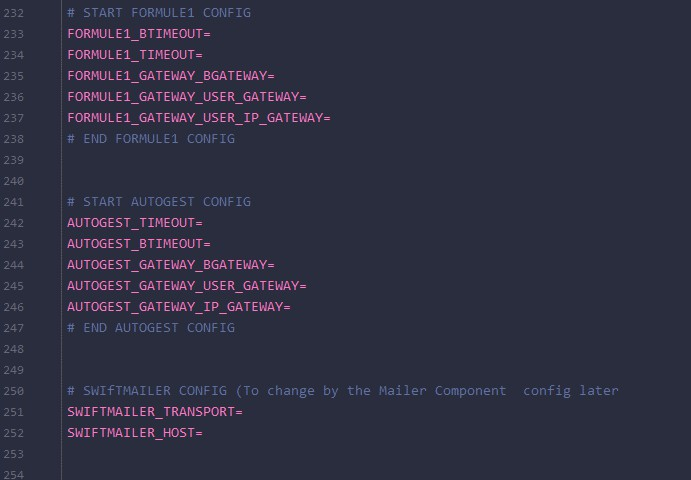 232 # START FORMULE1 CONFIG
233 FORMULE1_BTIMEOUT=
234 FORMULE1_TIMEOUT=
235 FORMULE1_GATEWAY_BGATEWAY=
236 FORMULE1_GATEWAY_USER_GATEWAY=
237 FORMULE1_GATEWAY_USER_IP_GATEWAY=
238 # END FORMULE1 CONFIG
239
240
241 # START AUTOGEST CONFIG
242 AUTOGEST_TIMEOUT=
243 AUTOGEST_BTIMEOUT=
244 AUTOGEST_GATEWAY_BGATEWAY=
245 AUTOGEST_GATEWAY_USER_GATEWAY=
246 AUTOGEST_GATEWAY_IP_GATEWAY=
247 # END AUTOGEST CONFIG
248
249
250 # SWIfTMAILER CONFIG (To change by the Mailer Component  config later
251 SWIFTMAILER_TRANSPORT=
252 SWIFTMAILER_HOST=
253
254